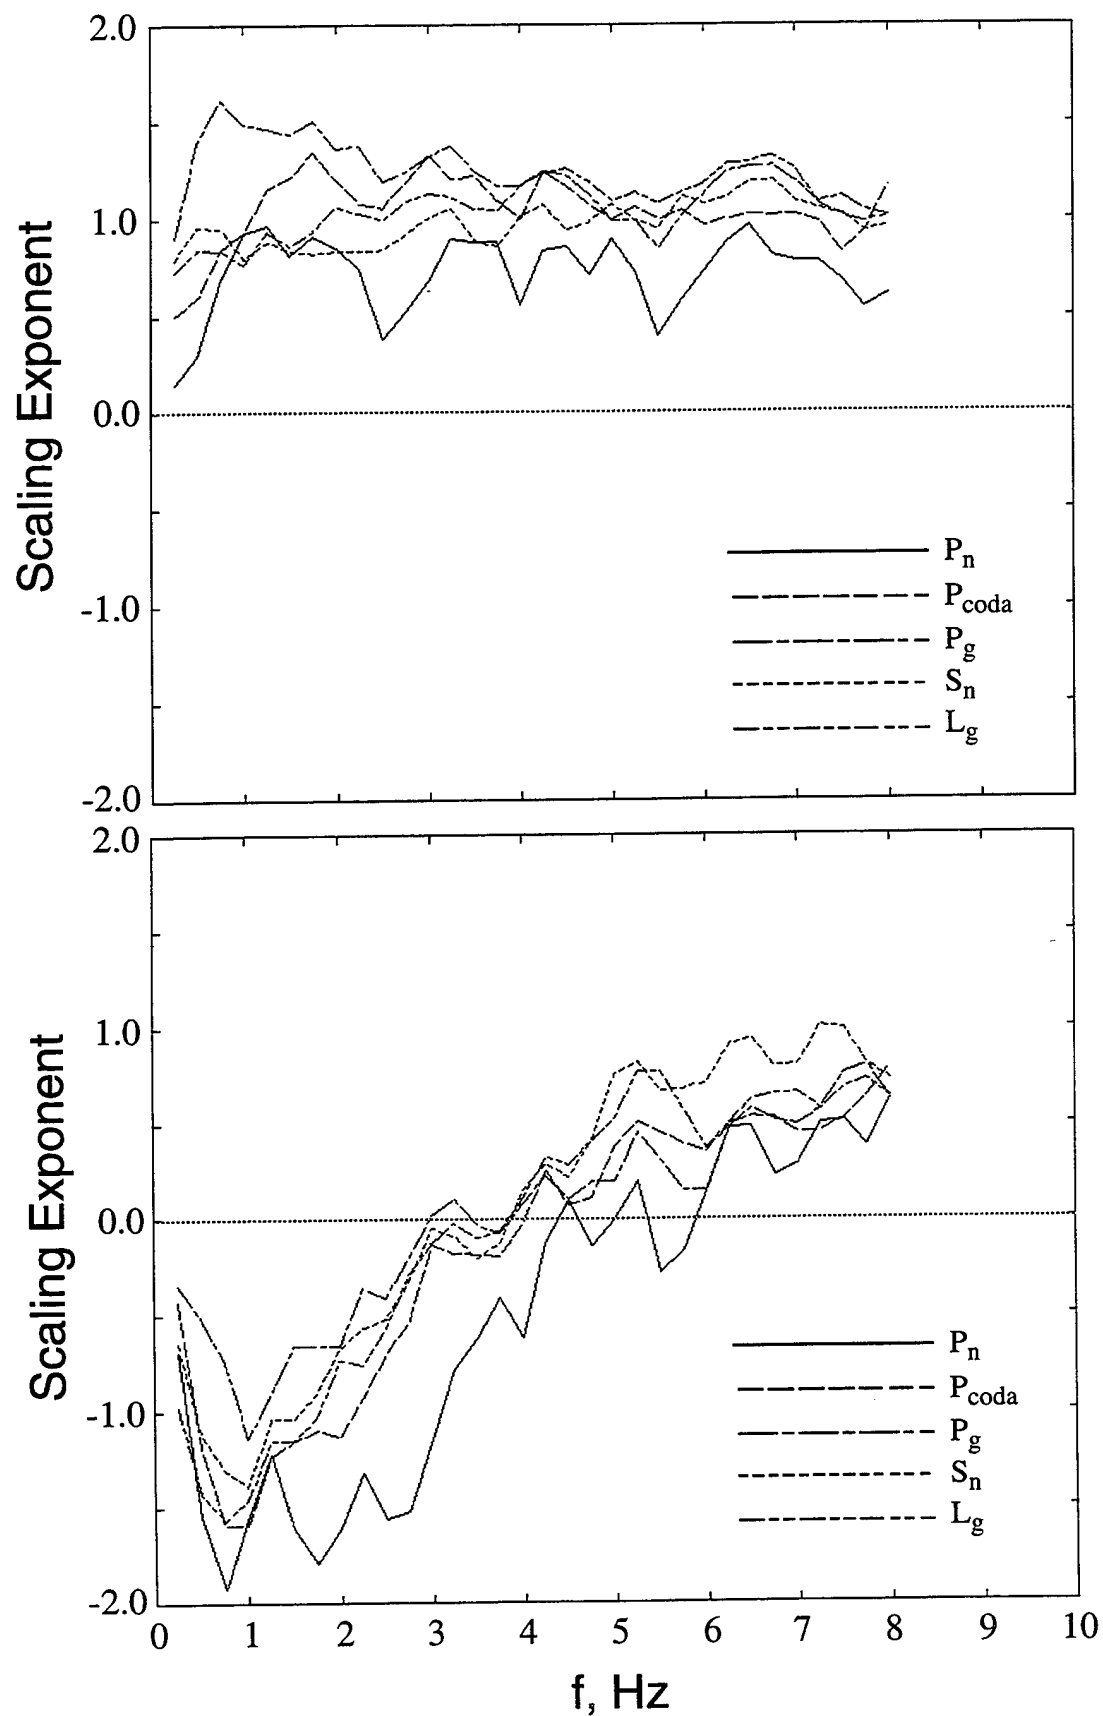 2.0
1.0
0.0
-1.0
-2.0
Scaling Exponent
Pn
Pcoda
Pg
Sn
Lg
2.0
1.0
0.0
-1.0
-2.0
Scaling Exponent
Pn
Pcoda
Pg
Sn
Lg
0 1 2 3 4 5 6 7 8 9 10
f, Hz